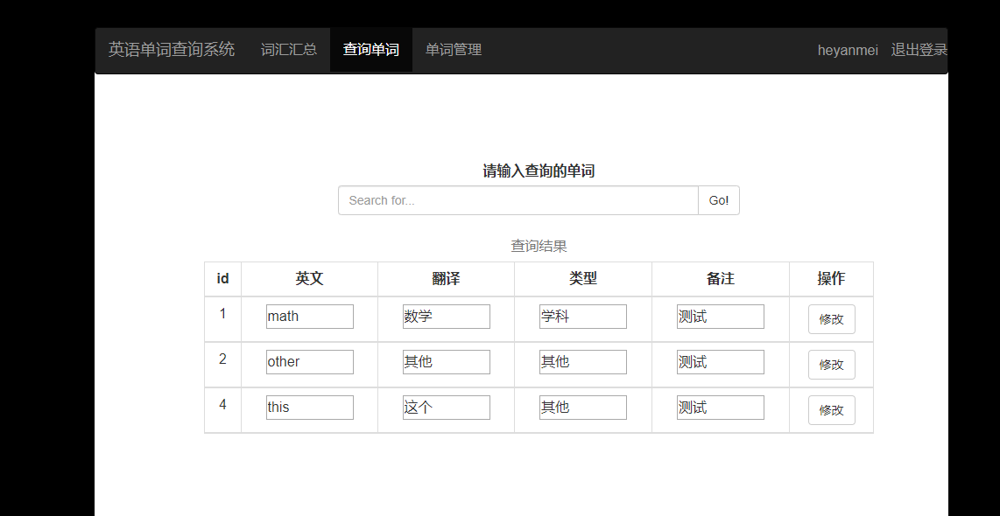 英语单词查询系统 词汇汇总 查询单词 单词管理 heyanmei 退出登录
请输入查询的单词
Search for... Go!
查询结果
id 英文 翻译 类型 备注 操作
1 math 数学 学科 测试 修改
2 other 其他 其他 测试 修改
4 this 这个 其他 测试 修改